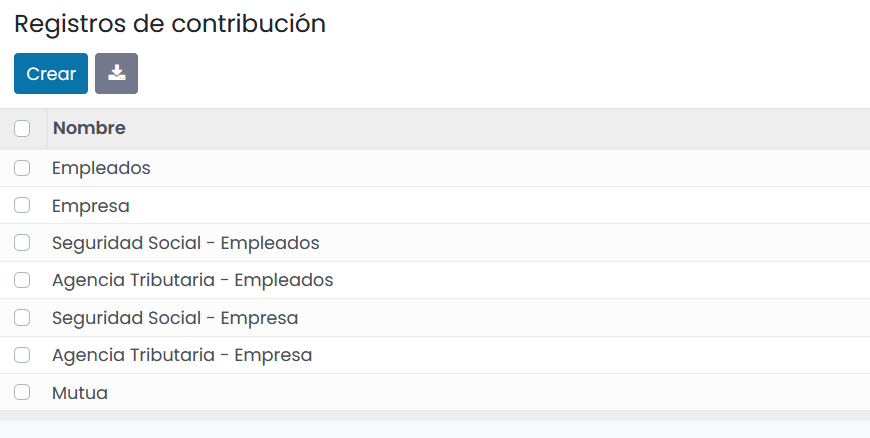 Registros de contribución
Crear
Nombre
Empleados
Empresa
Seguridad Social - Empleados
Agencia Tributaria - Empleados
Seguridad Social - Empresa
Agencia Tributaria - Empresa
Mutua